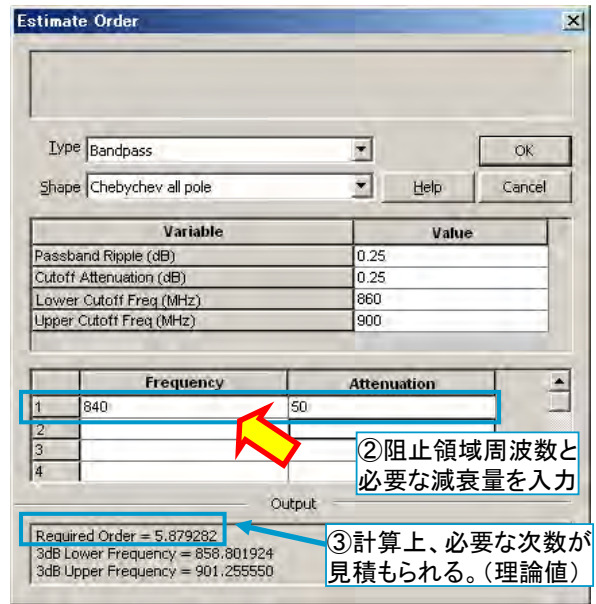 Estimate Order
Type Bandpass
OK
Shape Chebychev all pole
Help
Cancel
Variable Value
Passband Ripple (dB) 0.25
Cutoff Attenuation (dB) 0.25
Lower Cutoff Freq (MHz) 860
Upper Cutoff Freq (MHz) 900
Frequency Attenuation
1 840 50
2
3
4
②阻止領域周波数と
必要な減衰量を入力
Output
Required Order = 5.879282
3dB Lower Frequency = 858.801924
3dB Upper Frequency = 901.255550
③計算上、必要な次数が
見積もられる。（理論値）